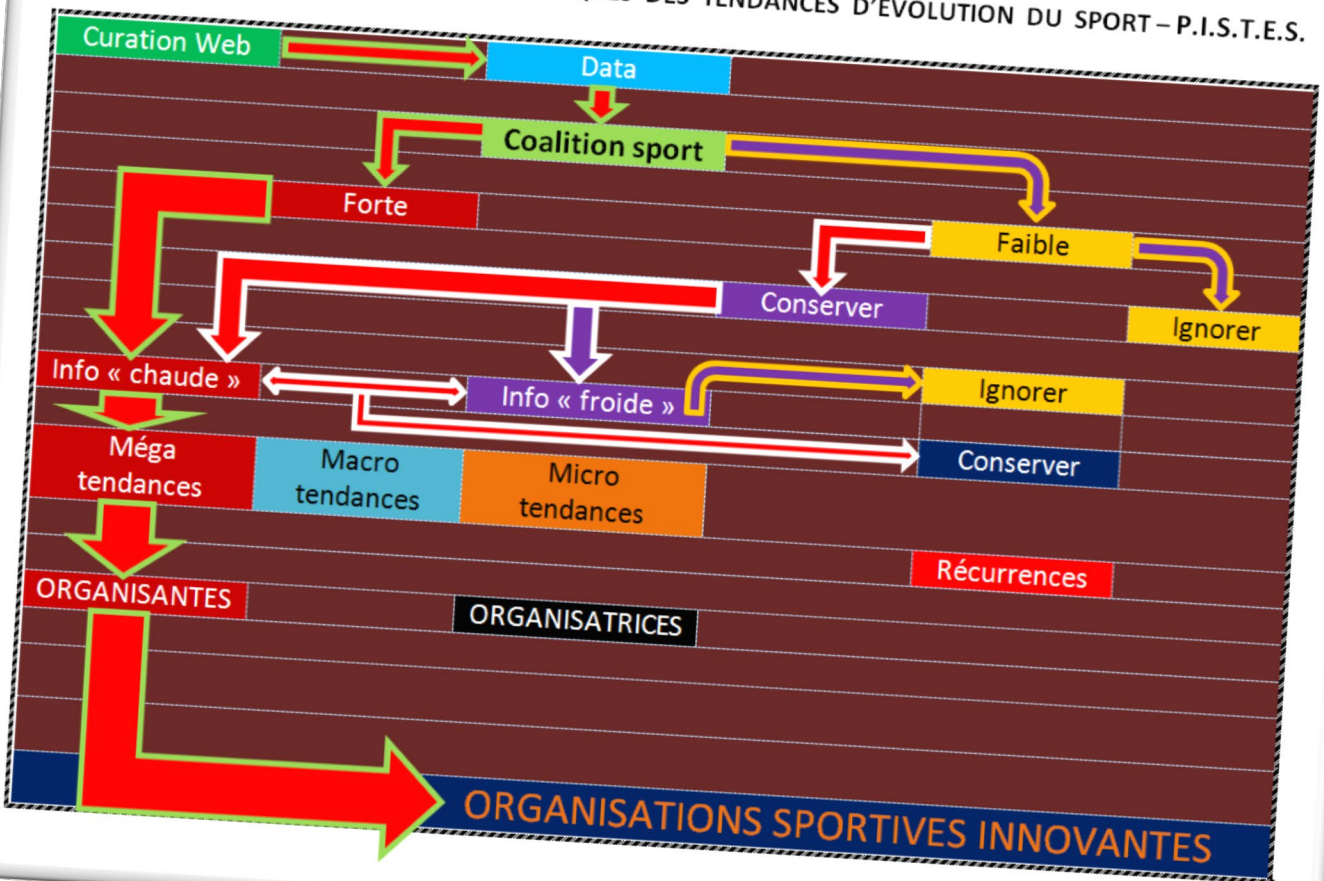 DES TENDANCES D'ÉVOLUTION DU SPORT – P.I.S.T.E.S.
Curation Web
Data
Coalition sport
Forte
Faible
Conserver
Ignorer
Info « chaude »
Info « froide »
Ignorer
Conserver
Méga
tendances
Macro
tendances
Micro
tendances
Récurrences
ORGANISANTES
ORGANISATRICES
ORGANISATIONS SPORTIVES INNOVANTES